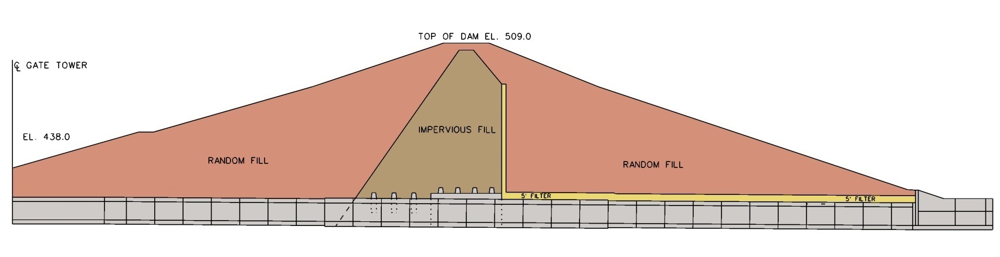 TOP OF DAM EL. 509.0
℄ GATE TOWER
IMPERVIOUS FILL
EL. 438.0
RANDOM FILL
RANDOM FILL
5' FILTER
5' FILTER